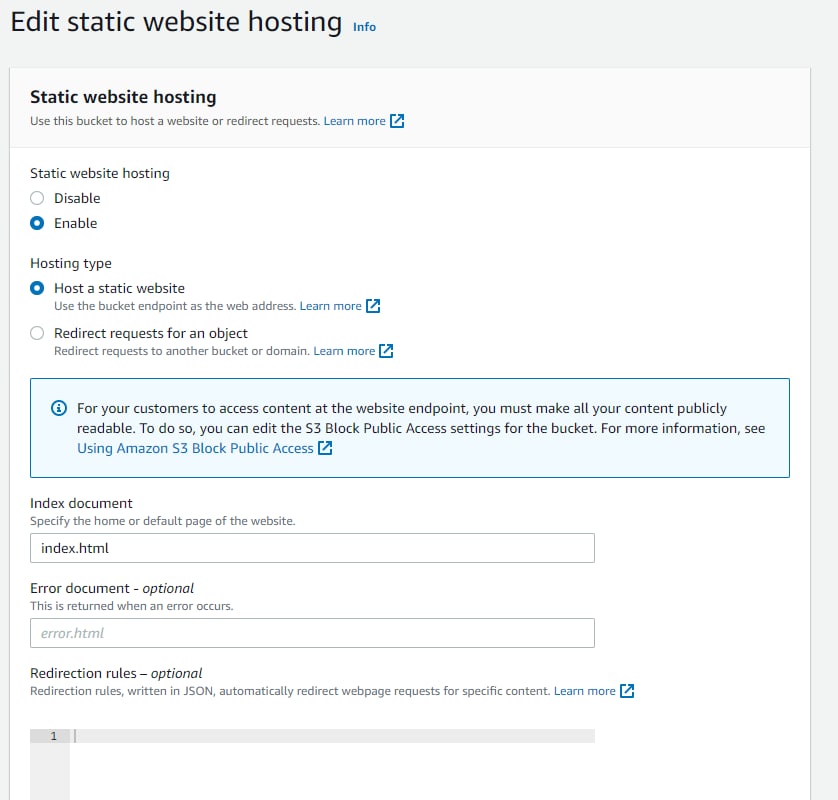 Edit static website hosting Info
Static website hosting
Use this bucket to host a website or redirect requests. Learn more
Static website hosting
Disable
Enable
Hosting type
Host a static website
Use the bucket endpoint as the web address. Learn more
Redirect requests for an object
Redirect requests to another bucket or domain. Learn more
For your customers to access content at the website endpoint, you must make all your content publicly
readable. To do so, you can edit the S3 Block Public Access settings for the bucket. For more information, see
Using Amazon S3 Block Public Access
Index document
Specify the home or default page of the website.
index.html
Error document - optional
This is returned when an error occurs.
error.html
Redirection rules – optional
Redirection rules, written in JSON, automatically redirect webpage requests for specific content. Learn more
1